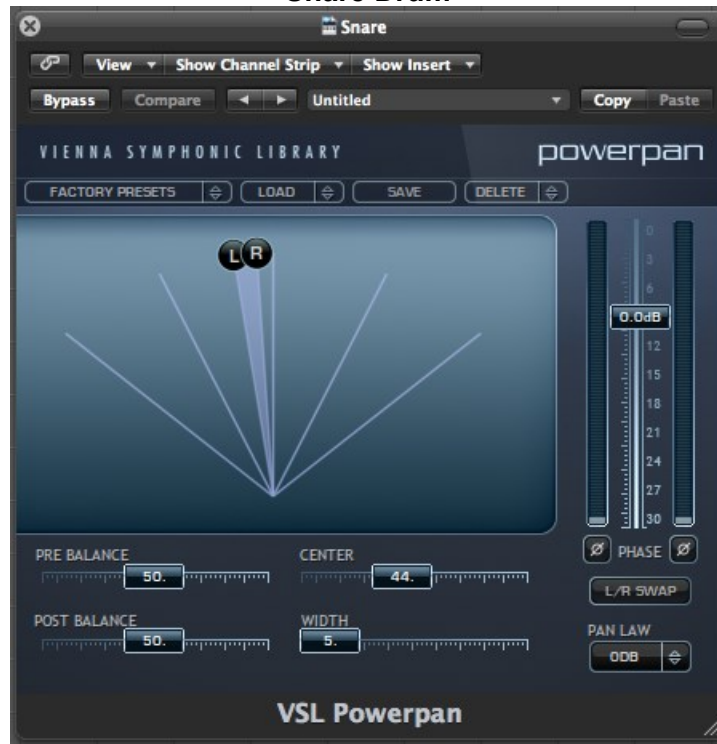 Snare Drum
Snare
View Show Channel Strip Show Insert
Bypass Compare Untitled Copy Paste
VIENNA SYMPHONIC LIBRARY powerpan
FACTORY PRESETS LOAD SAVE DELETE
L R
0
3
6
0.0dB
12
15
18
21
24
27
30
PRE BALANCE CENTER Ø PHASE Ø
50. 44.
L/R SWAP
POST BALANCE WIDTH
50. 5.
PAN LAW
0DB
VSL Powerpan